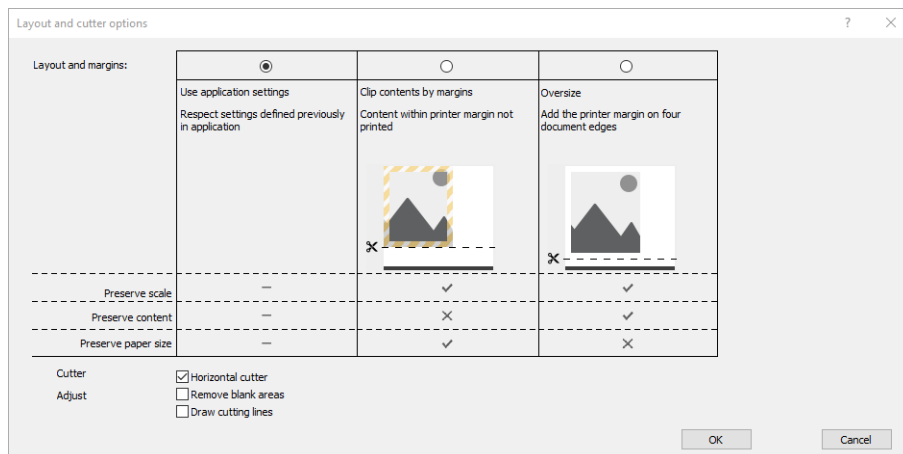 Layout and cutter options
Layout and margins:
Use application settings
Respect settings defined previously
in application
Clip contents by margins
Content within printer margin not
printed
Oversize
Add the printer margin on four
document edges
Preserve scale
Preserve content
Preserve paper size
Cutter
Horizontal cutter
Adjust
Remove blank areas
Draw cutting lines
OK
Cancel